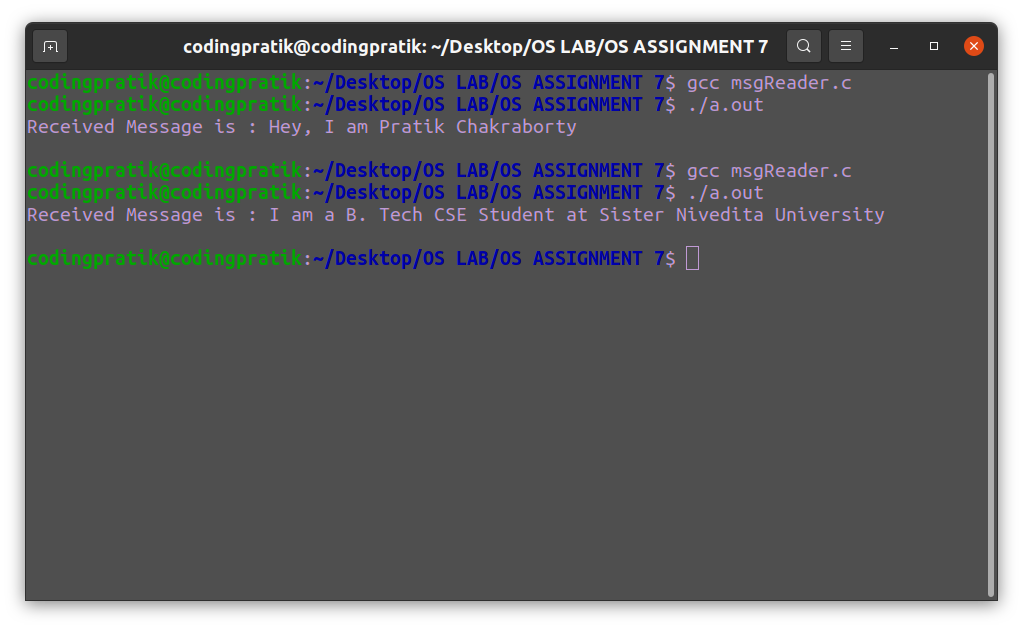 codingpratik@codingpratik: ~/Desktop/OS LAB/OS ASSIGNMENT 7
codingpratik@codingpratik:~/Desktop/OS LAB/OS ASSIGNMENT 7$ gcc msgReader.c
codingpratik@codingpratik:~/Desktop/OS LAB/OS ASSIGNMENT 7$ ./a.out
Received Message is : Hey, I am Pratik Chakraborty
codingpratik@codingpratik:~/Desktop/OS LAB/OS ASSIGNMENT 7$ gcc msgReader.c
codingpratik@codingpratik:~/Desktop/OS LAB/OS ASSIGNMENT 7$ ./a.out
Received Message is : I am a B. Tech CSE Student at Sister Nivedita University
codingpratik@codingpratik:~/Desktop/OS LAB/OS ASSIGNMENT 7$